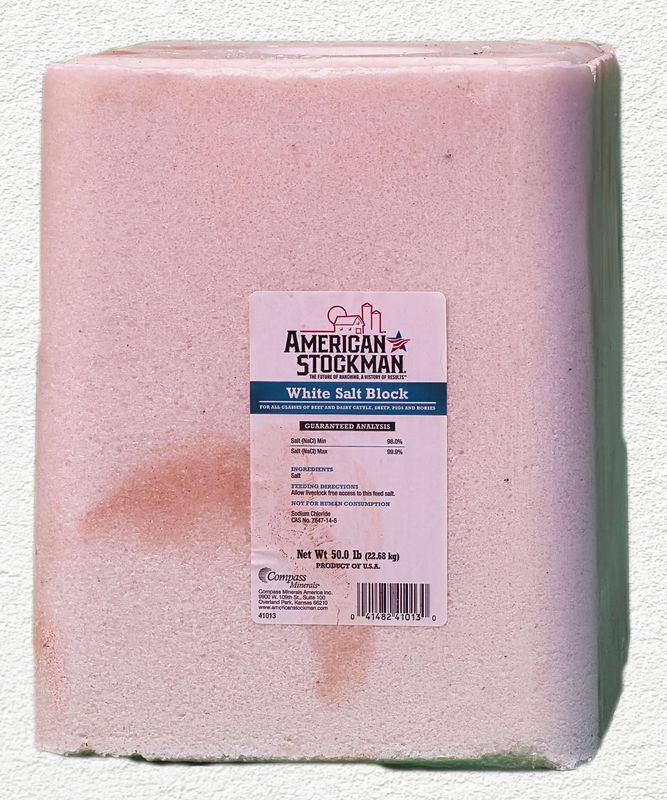 AMERICAN
STOCKMAN.
THE FUTURE OF RANCHING, A HISTORY OF RESULTS™
White Salt Block
FOR ALL CLASSES OF BEEF AND DAIRY CATTLE, SHEEP, PIGS AND HORSES
GUARANTEED ANALYSIS
Salt (NaCl) Min 98.0%
Salt (NaCl) Max 99.9%
INGREDIENTS
Salt
FEEDING DIRECTIONS
Allow livestock free access to this feed salt.
NOT FOR HUMAN CONSUMPTION
Sodium Chloride
CAS No. 7647-14-5
Net Wt 50.0 lb (22.68 kg)
PRODUCT OF U.S.A.
Compass
Minerals®
Compass Minerals America Inc.
9900 W. 109th St., Suite 100
Overland Park, Kansas 66210
www.americanstockman.com
41013
0 41482 41013 0